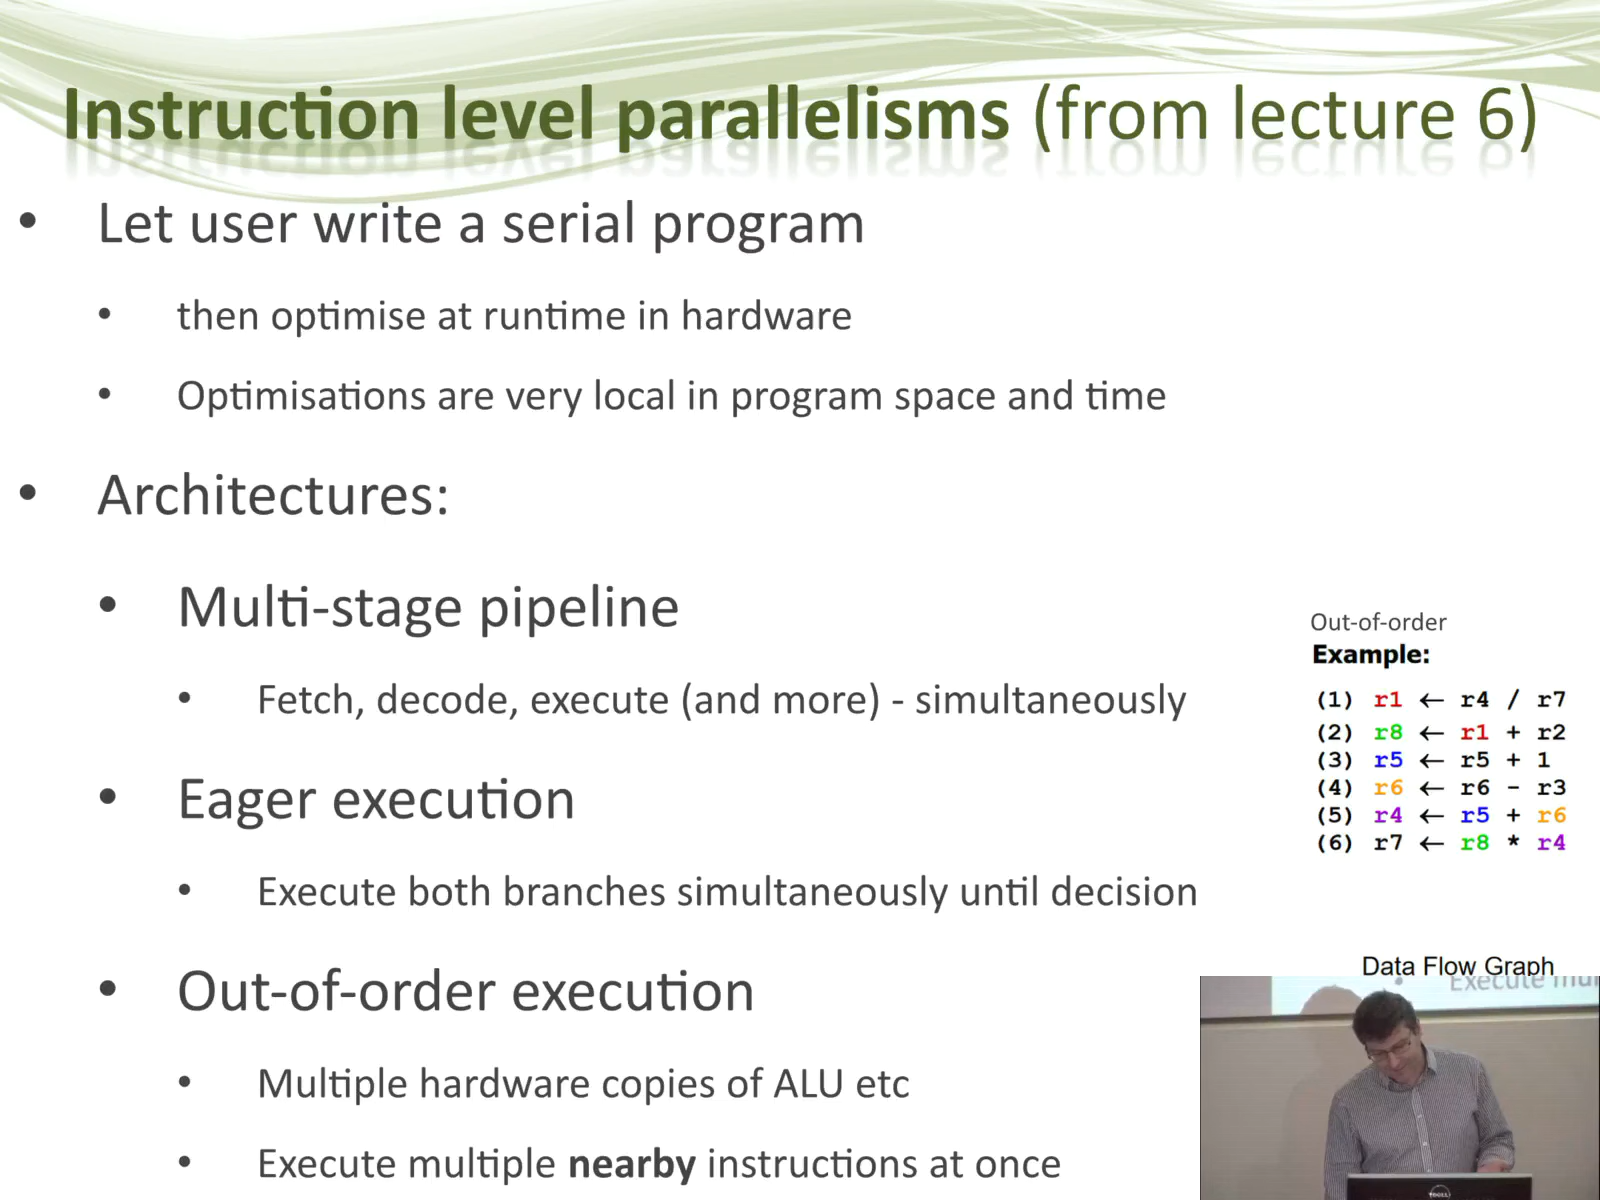 Instruction level parallelisms (from lecture 6)
• Let user write a serial program
• then optimise at runtime in hardware
• Optimisations are very local in program space and time
• Architectures:
• Multi-stage pipeline
• Fetch, decode, execute (and more) - simultaneously
• Eager execution
• Execute both branches simultaneously until decision
• Out-of-order execution
• Multiple hardware copies of ALU etc
• Execute multiple nearby instructions at once
Out-of-order
Example:
(1) r1 ← r4 / r7
(2) r8 ← r1 + r2
(3) r5 ← r5 + 1
(4) r6 ← r6 - r3
(5) r4 ← r5 + r6
(6) r7 ← r8 * r4
Data Flow Graph
• Execute mul
DELL